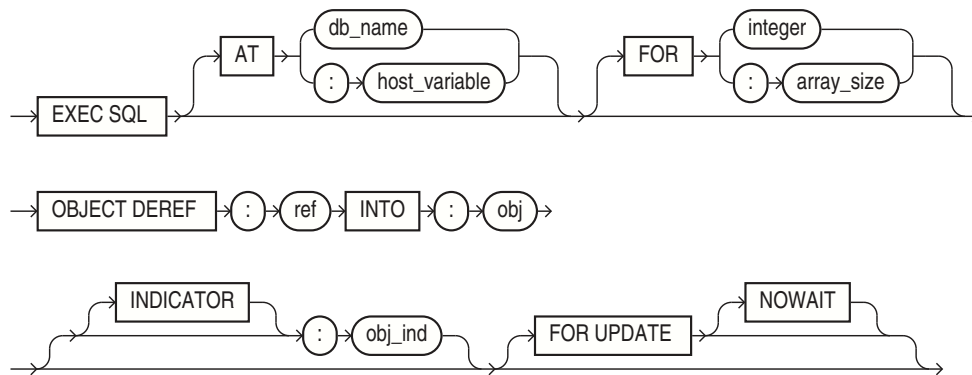 db_name integer
AT FOR
: host_variable : array_size
EXEC SQL
OBJECT DEREF : ref INTO : obj
INDICATOR NOWAIT
: obj_ind FOR UPDATE